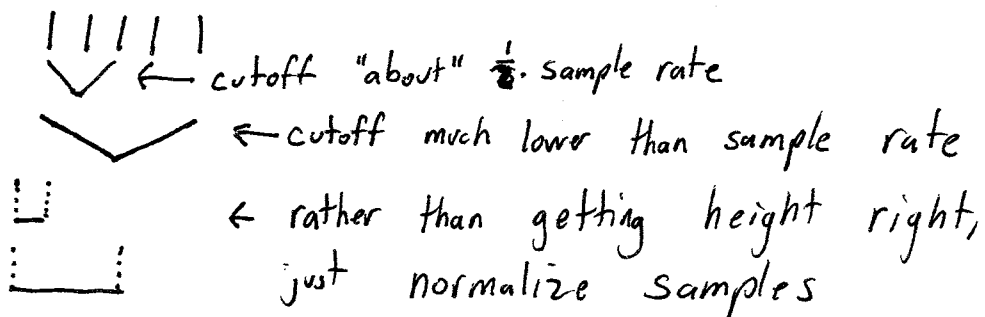 ← cutoff "about" ½ · sample rate
← cutoff much lower than sample rate
← rather than getting height right,
just normalize samples